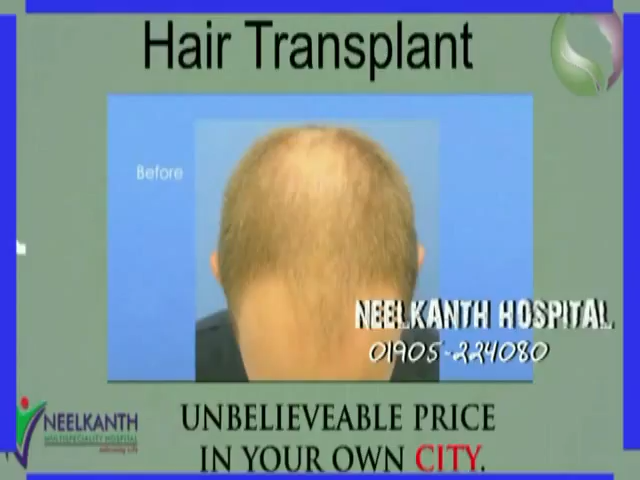 Hair Transplant
Before
NEELKANTH HOSPITAL
01905-224080
NEELKANTH
MULTISPECIALITY HOSPITAL
UNBELIEVEABLE PRICE
IN YOUR OWN CITY.